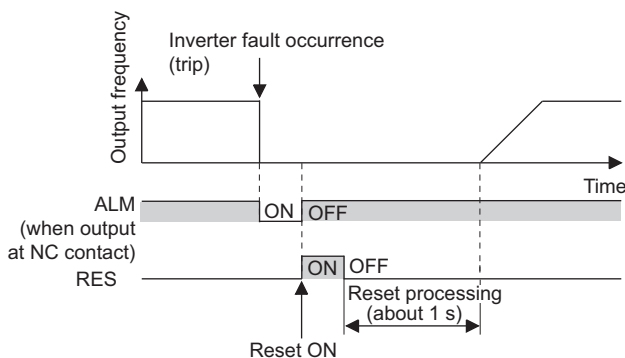 Inverter fault occurrence
(trip)
Output frequency
Time
ALM
(when output
at NC contact)
ON
OFF
RES
ON
OFF
Reset processing
(about 1 s)
Reset ON